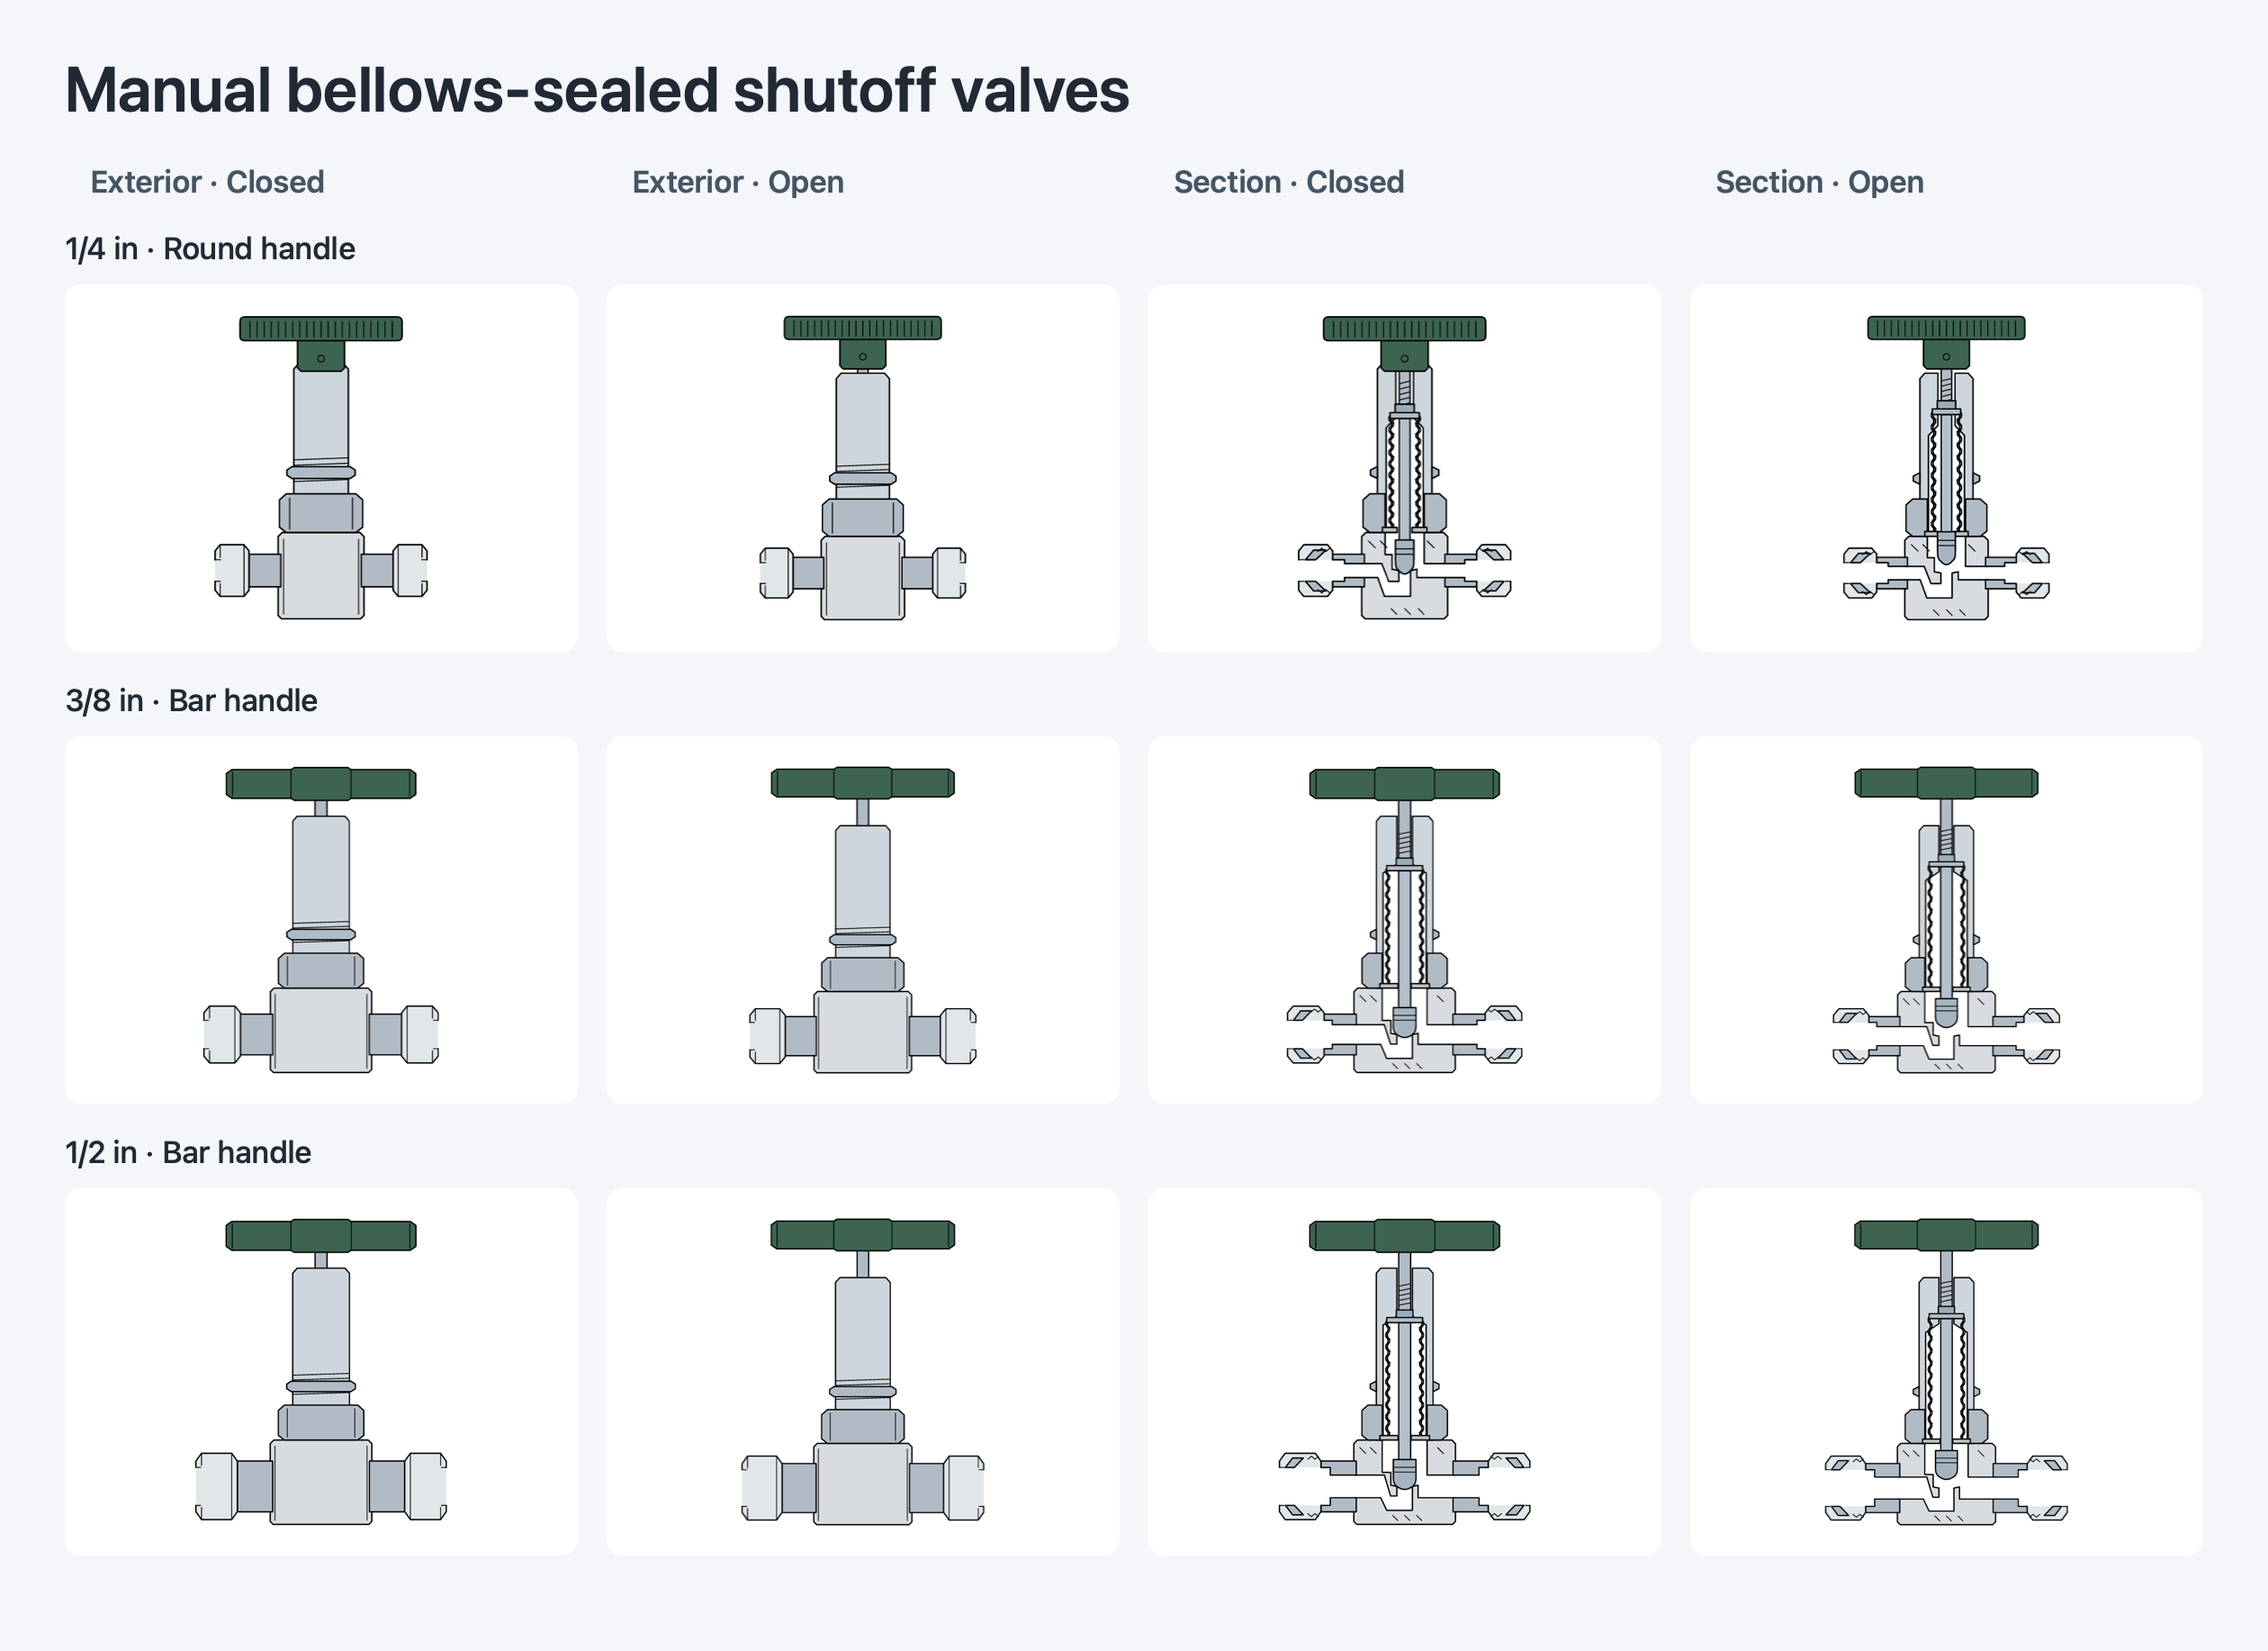 Manual bellows-sealed shutoff valves
Exterior · Closed
Exterior · Open
Section · Closed
Section · Open
1/4 in · Round handle
3/8 in · Bar handle
1/2 in · Bar handle